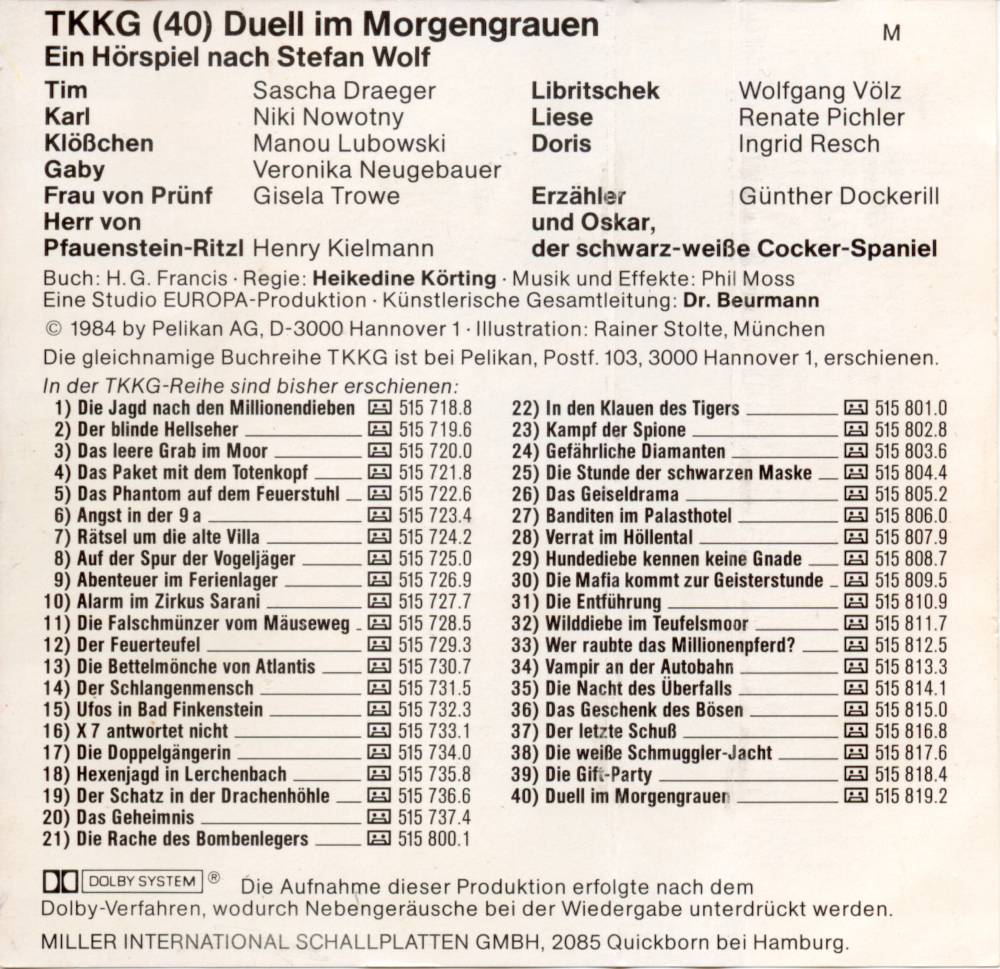 TKKG (40) Duell im Morgengrauen
M
Ein Hörspiel nach Stefan Wolf
Tim Sascha Draeger
Karl Niki Nowotny
Klößchen Manou Lubowski
Gaby Veronika Neugebauer
Frau von Prünf Gisela Trowe
Herr von
Pfauenstein-Ritzl Henry Kielmann
Libritschek Wolfgang Völz
Liese Renate Pichler
Doris Ingrid Resch
Erzähler Günther Dockerill
und Oskar,
der schwarz-weiße Cocker-Spaniel
Buch: H. G. Francis · Regie: Heikedine Körting · Musik und Effekte: Phil Moss
Eine Studio EUROPA-Produktion · Künstlerische Gesamtleitung: Dr. Beurmann
© 1984 by Pelikan AG, D-3000 Hannover 1 · Illustration: Rainer Stolte, München
Die gleichnamige Buchreihe TKKG ist bei Pelikan, Postf. 103, 3000 Hannover 1, erschienen.
In der TKKG-Reihe sind bisher erschienen:
1) Die Jagd nach den Millionendieben 515 718.8
2) Der blinde Hellseher 515 719.6
3) Das leere Grab im Moor 515 720.0
4) Das Paket mit dem Totenkopf 515 721.8
5) Das Phantom auf dem Feuerstuhl 515 722.6
6) Angst in der 9 a 515 723.4
7) Rätsel um die alte Villa 515 724.2
8) Auf der Spur der Vogeljäger 515 725.0
9) Abenteuer im Ferienlager 515 726.9
10) Alarm im Zirkus Sarani 515 727.7
11) Die Falschmünzer vom Mäuseweg 515 728.5
12) Der Feuerteufel 515 729.3
13) Die Bettelmönche von Atlantis 515 730.7
14) Der Schlangenmensch 515 731.5
15) Ufos in Bad Finkenstein 515 732.3
16) X 7 antwortet nicht 515 733.1
17) Die Doppelgängerin 515 734.0
18) Hexenjagd in Lerchenbach 515 735.8
19) Der Schatz in der Drachenhöhle 515 736.6
20) Das Geheimnis 515 737.4
21) Die Rache des Bombenlegers 515 800.1
22) In den Klauen des Tigers 515 801.0
23) Kampf der Spione 515 802.8
24) Gefährliche Diamanten 515 803.6
25) Die Stunde der schwarzen Maske 515 804.4
26) Das Geiseldrama 515 805.2
27) Banditen im Palasthotel 515 806.0
28) Verrat im Höllental 515 807.9
29) Hundediebe kennen keine Gnade 515 808.7
30) Die Mafia kommt zur Geisterstunde 515 809.5
31) Die Entführung 515 810.9
32) Wilddiebe im Teufelsmoor 515 811.7
33) Wer raubte das Millionenpferd? 515 812.5
34) Vampir an der Autobahn 515 813.3
35) Die Nacht des Überfalls 515 814.1
36) Das Geschenk des Bösen 515 815.0
37) Der letzte Schuß 515 816.8
38) Die weiße Schmuggler-Jacht 515 817.6
39) Die Gift-Party 515 818.4
40) Duell im Morgengrauen 515 819.2
DOLBY SYSTEM ® Die Aufnahme dieser Produktion erfolgte nach dem
Dolby-Verfahren, wodurch Nebengeräusche bei der Wiedergabe unterdrückt werden.
MILLER INTERNATIONAL SCHALLPLATTEN GMBH, 2085 Quickborn bei Hamburg.